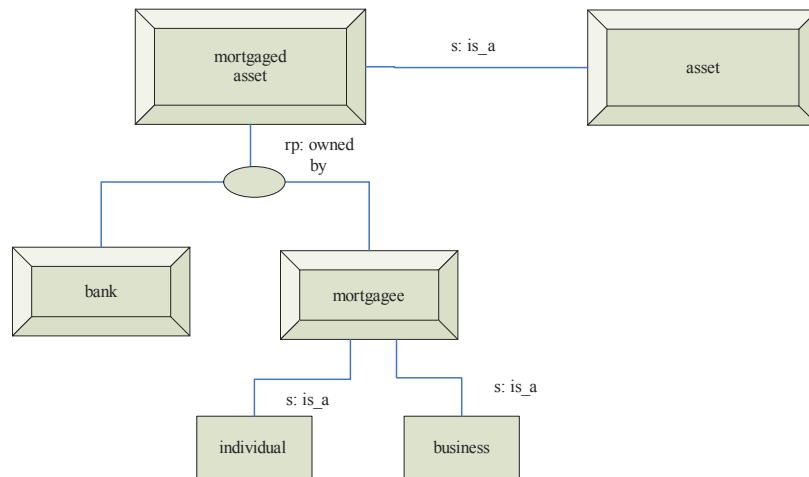 mortgaged
asset
s: is_a
asset
rp: owned
by
bank
mortgagee
s: is_a
s: is_a
individual
business